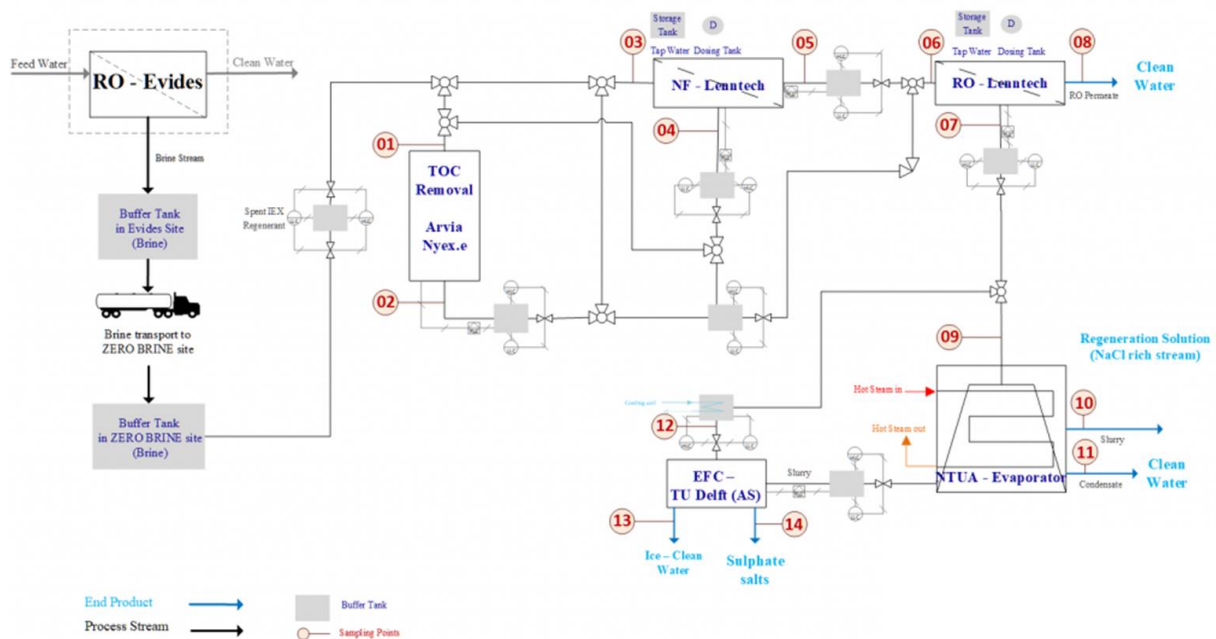 Feed Water
RO - Evides
Clean Water
Brine Stream
Buffer Tank
in Evides Site
(Brine)
Brine transport to
ZERO BRINE site
Buffer Tank
in ZERO BRINE site
(Brine)
Spent IEX
Regenerant
01
TOC
Removal
Arvia
Nyex.e
02
03
Storage
Tank
D
Tap Water Dosing Tank
NF - Lenntech
04
05
06
Storage
Tank
D
Tap Water Dosing Tank
RO - Lenntech
07
08
RO Permeate
Clean
Water
09
Regeneration Solution
(NaCl rich stream)
Hot Steam in
Hot Steam out
NTUA - Evaporator
10
Slurry
11
Condensate
Clean
Water
12
EFC –
TU Delft (AS)
Slurry
13
Ice – Clean
Water
14
Sulphate
salts
End Product
Process Stream
Buffer Tank
Sampling Points